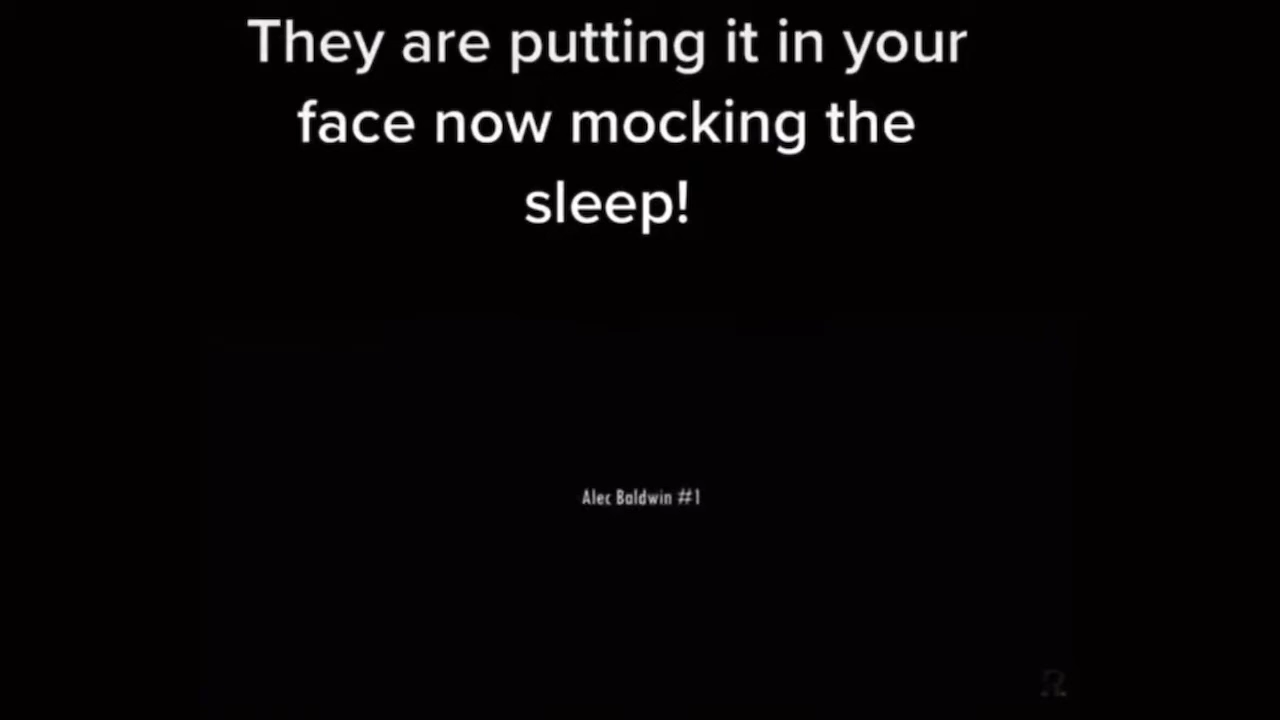 They are putting it in your
face now mocking the
sleep!
Alec Baldwin #1
R